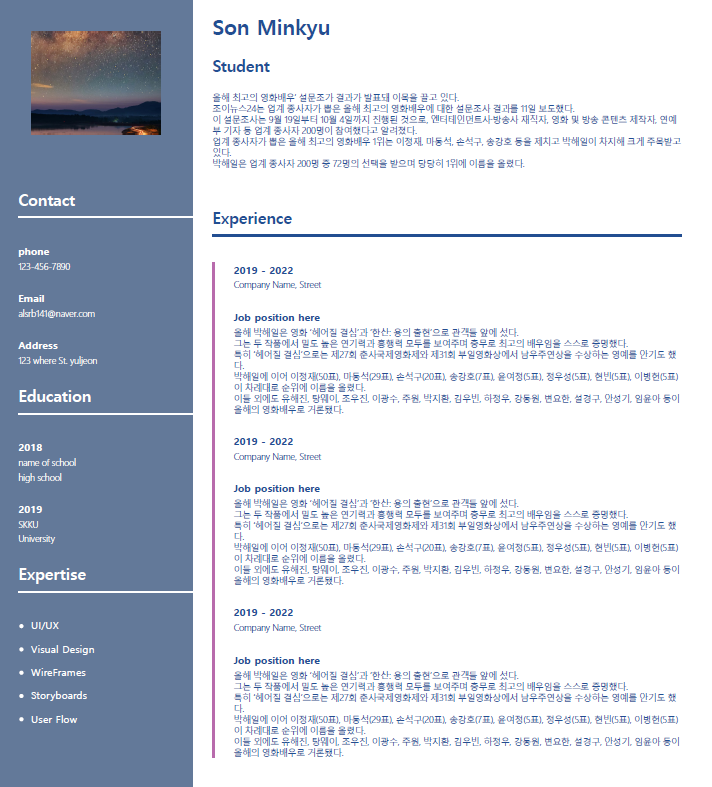 Contact
phone
123-456-7890
Email
alsrb141@naver.com
Address
123 where St. yuljeon
Education
2018
name of school
high school
2019
SKKU
University
Expertise
UI/UX
Visual Design
WireFrames
Storyboards
User Flow
Son Minkyu
Student
올해 최고의 영화배우' 설문조가 결과가 발표돼 이목을 끌고 있다.
조이뉴스24는 업계 종사자가 뽑은 올해 최고의 영화배우에 대한 설문조사 결과를 11일 보도했다.
이 설문조사는 9월 19일부터 10월 4일까지 진행된 것으로, 엔터테인먼트사·방송사 재직자, 영화 및 방송 콘텐츠 제작자, 연예
부 기자 등 업계 종사자 200명이 참여했다고 알려졌다.
업계 종사자가 뽑은 올해 최고의 영화배우 1위는 이정재, 마동석, 손석구, 송강호 등을 제치고 박해일이 차지해 크게 주목받고
있다.
박해일은 업계 종사자 200명 중 72명의 선택을 받으며 당당히 1위에 이름을 올렸다.
Experience
2019 - 2022
Company Name, Street
Job position here
올해 박해일은 영화 '헤어질 결심'과 '한산: 용의 출현'으로 관객들 앞에 섰다.
그는 두 작품에서 밀도 높은 연기력과 흥행력 모두를 보여주며 충무로 최고의 배우임을 스스로 증명했다.
특히 '헤어질 결심'으로는 제27회 춘사국제영화제와 제31회 부일영화상에서 남우주연상을 수상하는 영예를 안기도 했
다.
박해일에 이어 이정재(50표), 마동석(29표), 손석구(20표), 송강호(7표), 윤여정(5표), 정우성(5표), 현빈(5표), 이병헌(5표)
이 차례대로 순위에 이름을 올렸다.
이들 외에도 유해진, 탕웨이, 조우진, 이광수, 주원, 박지환, 김우빈, 하정우, 강동원, 변요한, 설경구, 안성기, 임윤아 등이
올해의 영화배우로 거론됐다.
2019 - 2022
Company Name, Street
Job position here
올해 박해일은 영화 '헤어질 결심'과 '한산: 용의 출현'으로 관객들 앞에 섰다.
그는 두 작품에서 밀도 높은 연기력과 흥행력 모두를 보여주며 충무로 최고의 배우임을 스스로 증명했다.
특히 '헤어질 결심'으로는 제27회 춘사국제영화제와 제31회 부일영화상에서 남우주연상을 수상하는 영예를 안기도 했
다.
박해일에 이어 이정재(50표), 마동석(29표), 손석구(20표), 송강호(7표), 윤여정(5표), 정우성(5표), 현빈(5표), 이병헌(5표)
이 차례대로 순위에 이름을 올렸다.
이들 외에도 유해진, 탕웨이, 조우진, 이광수, 주원, 박지환, 김우빈, 하정우, 강동원, 변요한, 설경구, 안성기, 임윤아 등이
올해의 영화배우로 거론됐다.
2019 - 2022
Company Name, Street
Job position here
올해 박해일은 영화 '헤어질 결심'과 '한산: 용의 출현'으로 관객들 앞에 섰다.
그는 두 작품에서 밀도 높은 연기력과 흥행력 모두를 보여주며 충무로 최고의 배우임을 스스로 증명했다.
특히 '헤어질 결심'으로는 제27회 춘사국제영화제와 제31회 부일영화상에서 남우주연상을 수상하는 영예를 안기도 했
다.
박해일에 이어 이정재(50표), 마동석(29표), 손석구(20표), 송강호(7표), 윤여정(5표), 정우성(5표), 현빈(5표), 이병헌(5표)
이 차례대로 순위에 이름을 올렸다.
이들 외에도 유해진, 탕웨이, 조우진, 이광수, 주원, 박지환, 김우빈, 하정우, 강동원, 변요한, 설경구, 안성기, 임윤아 등이
올해의 영화배우로 거론됐다.